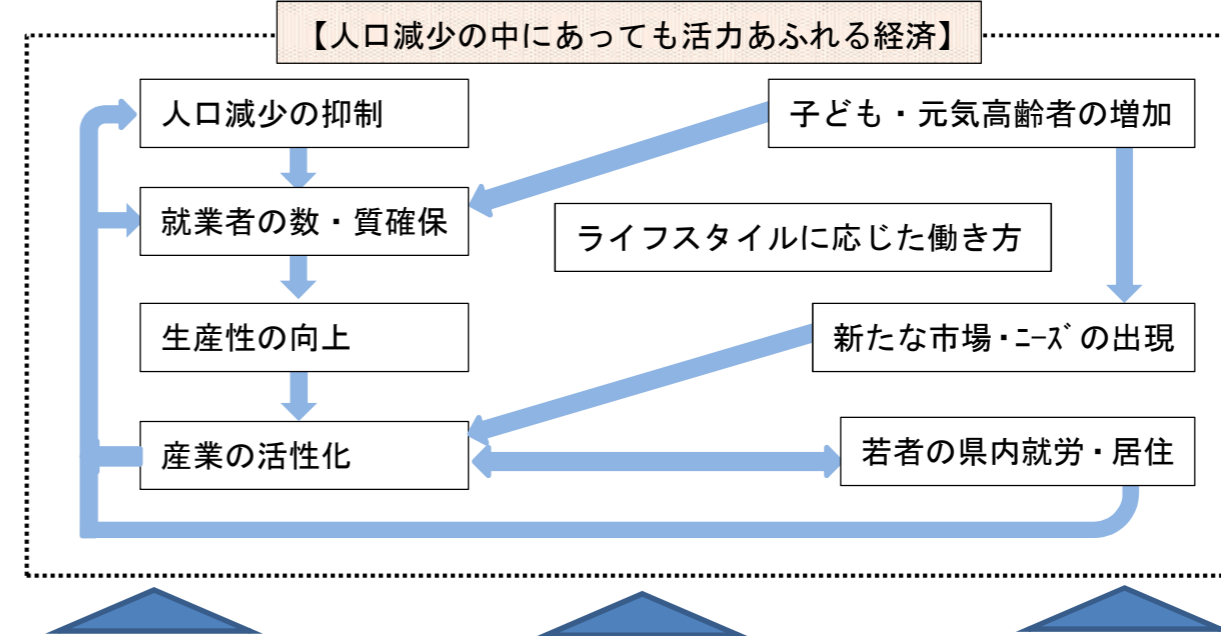 【人口減少の中にあっても活力あふれる経済】
人口減少の抑制
子ども・元気高齢者の増加
就業者の数・質確保
ライフスタイルに応じた働き方
生産性の向上
新たな市場・ﾆｰｽﾞの出現
産業の活性化
若者の県内就労・居住